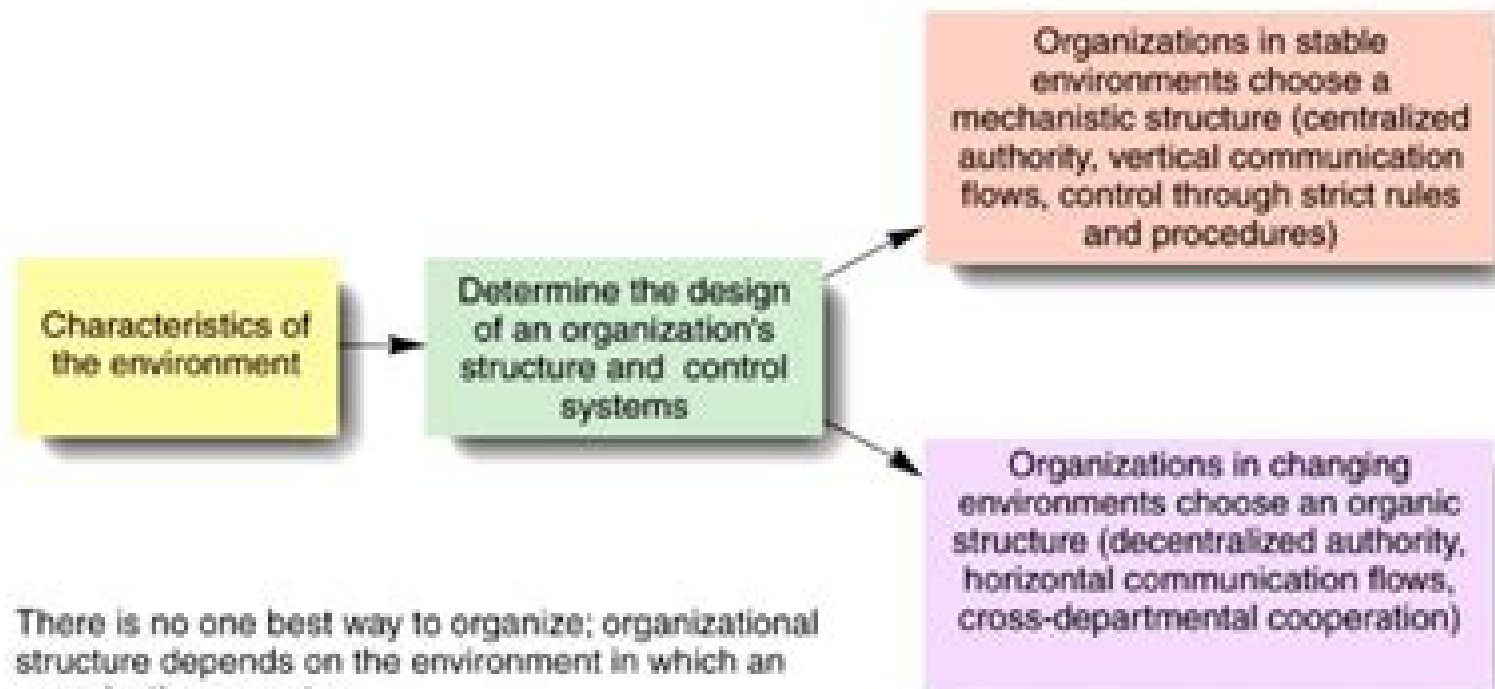 Organizations in stable
environments choose a
mechanistic structure (centralized
authority, vertical communication
flows, control through strict rules
and procedures)
Characteristics of
the environment
Determine the design
of an organization's
structure and control
systems
Organizations in changing
environments choose an organic
structure (decentralized authority,
horizontal communication flows,
cross-departmental cooperation)
There is no one best way to organize; organizational
structure depends on the environment in which an